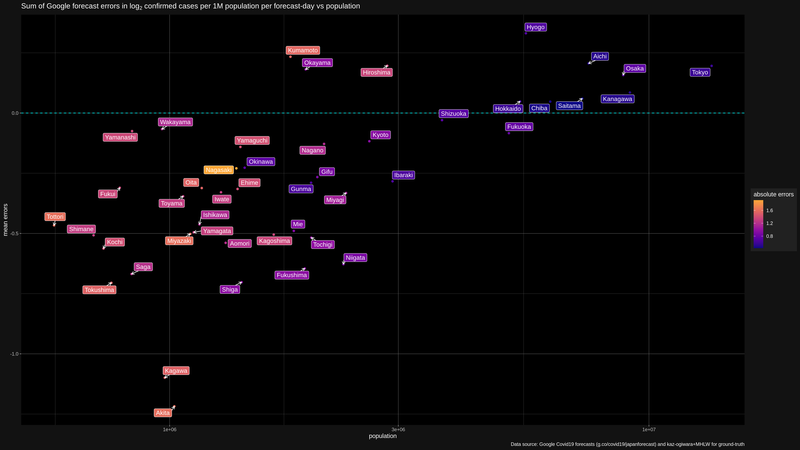 Sum of Google forecast errors in log2 confirmed cases per 1M population per forecast-day vs population
Hyogo
Kumamoto
Aichi
Okayama
Osaka
Hiroshima
Tokyo
Kanagawa
Saitama
Hokkaido
Chiba
0.0
Shizuoka
Wakayama
Fukuoka
Kyoto
Yamanashi
Yamaguchi
Nagano
Okinawa
Nagasaki
Gifu
Ibaraki
Oita
Ehime
Gunma
Fukui
Iwate
Miyagi
Toyama
Tottori
Ishikawa
Mie
Shimane
Yamagata
-0.5
Kochi
Miyazaki
Aomori
Kagoshima
Tochigi
Niigata
Saga
Fukushima
Tokushima
Shiga
-1.0
Kagawa
Akita
mean errors
absolute errors
1.6
1.2
0.8
1e+06
3e+06
1e+07
population
Data source: Google Covid19 forecasts (g.co/covid19/japanforecast) and kaz-ogiwara+MHLW for ground-truth